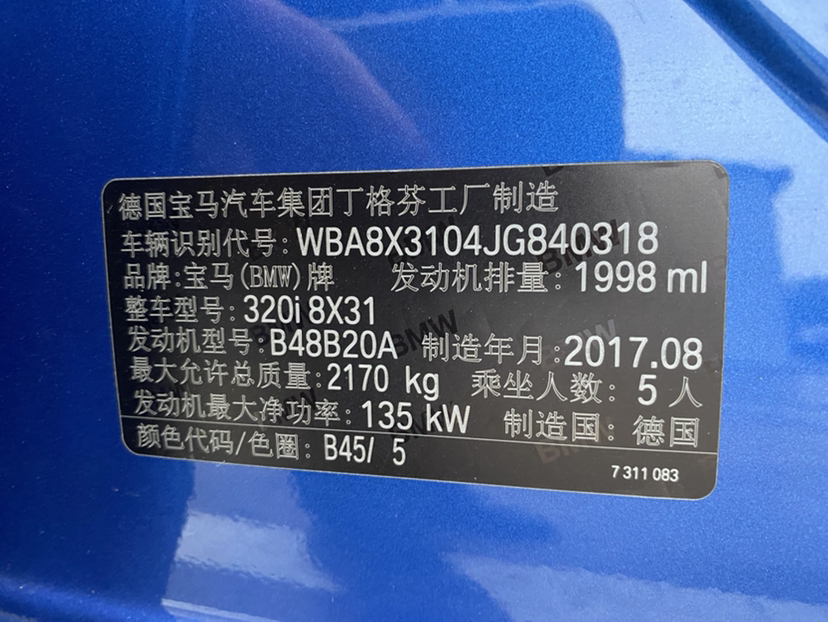 德国宝马汽车集团丁格芬工厂制造
车辆识别代号: WBA8X3104JG840318
品牌:宝马(BMW)牌 发动机排量:1998 ml
整车型号: 320i 8X31
发动机型号: B48B20A 制造年月:2017.08
最大允许总质量:2170 kg 乘坐人数: 5 人
发动机最大净功率: 135 kW 制造国: 德国
颜色代码/色圈: B45/ 5
7 311 083